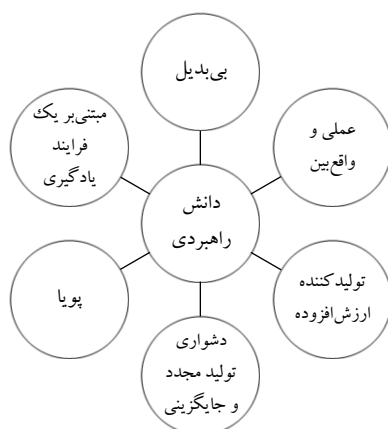 بی‌بدیل
عملی و
واقع‌بین
تولیدکننده
ارزش‌افزوده
دشواری
تولید مجدد
و جایگزینی
پویا
مبتنی‌بر یک
فرایند
یادگیری
دانش
راهبردی